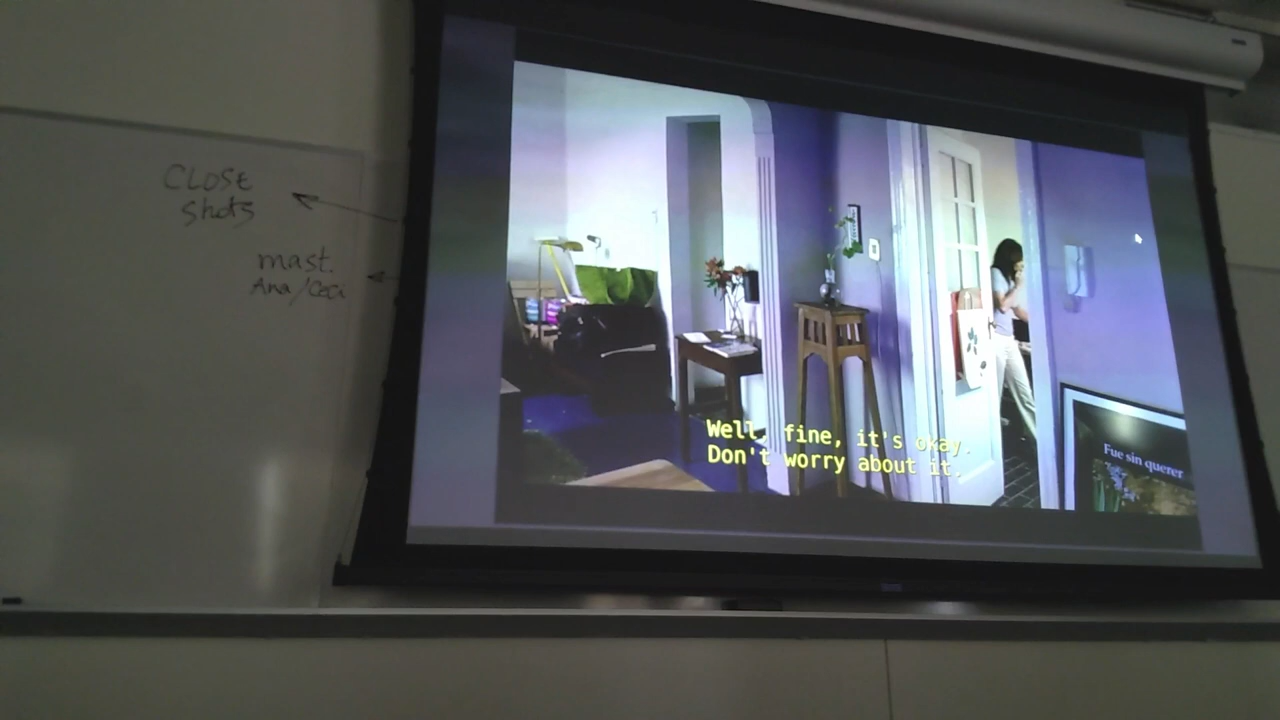 CLOSE
shots
mast.
Ana/Ceci
Well, fine, it's okay.
Don't worry about it.
Fue sin querer